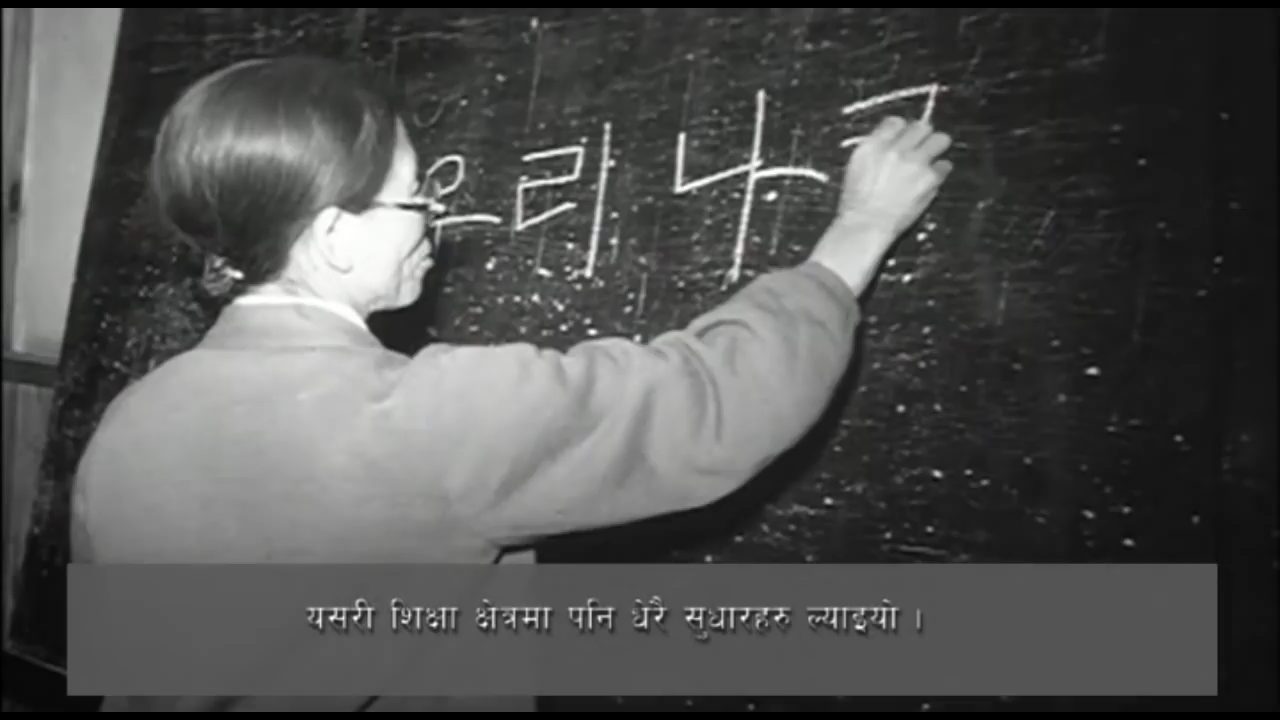 우리 나
यसरी शिक्षा क्षेत्रमा पनि धेरै सुधारहरु ल्याइयो ।